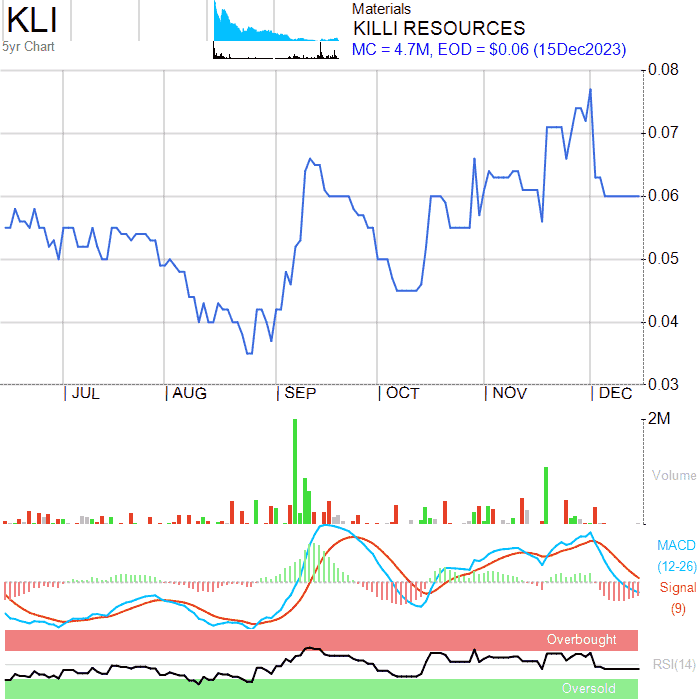 KLI
5yr Chart
Materials
KILLI RESOURCES
MC = 4.7M, EOD = $0.06 (15Dec2023)
0.08
0.07
0.06
0.05
0.04
0.03
JUL AUG SEP OCT NOV DEC
2M
Volume
MACD
(12-26)
Signal
(9)
Overbought
RSI(14)
Oversold